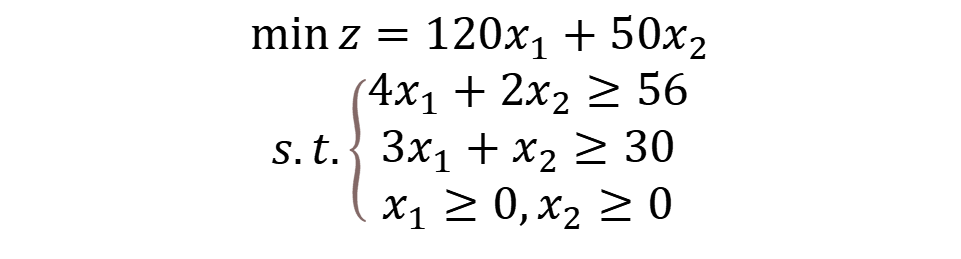 min z = 120x₁ + 50x₂
4x₁ + 2x₂ ≥ 56
s.t. { 3x₁ + x₂ ≥ 30
x₁ ≥ 0, x₂ ≥ 0